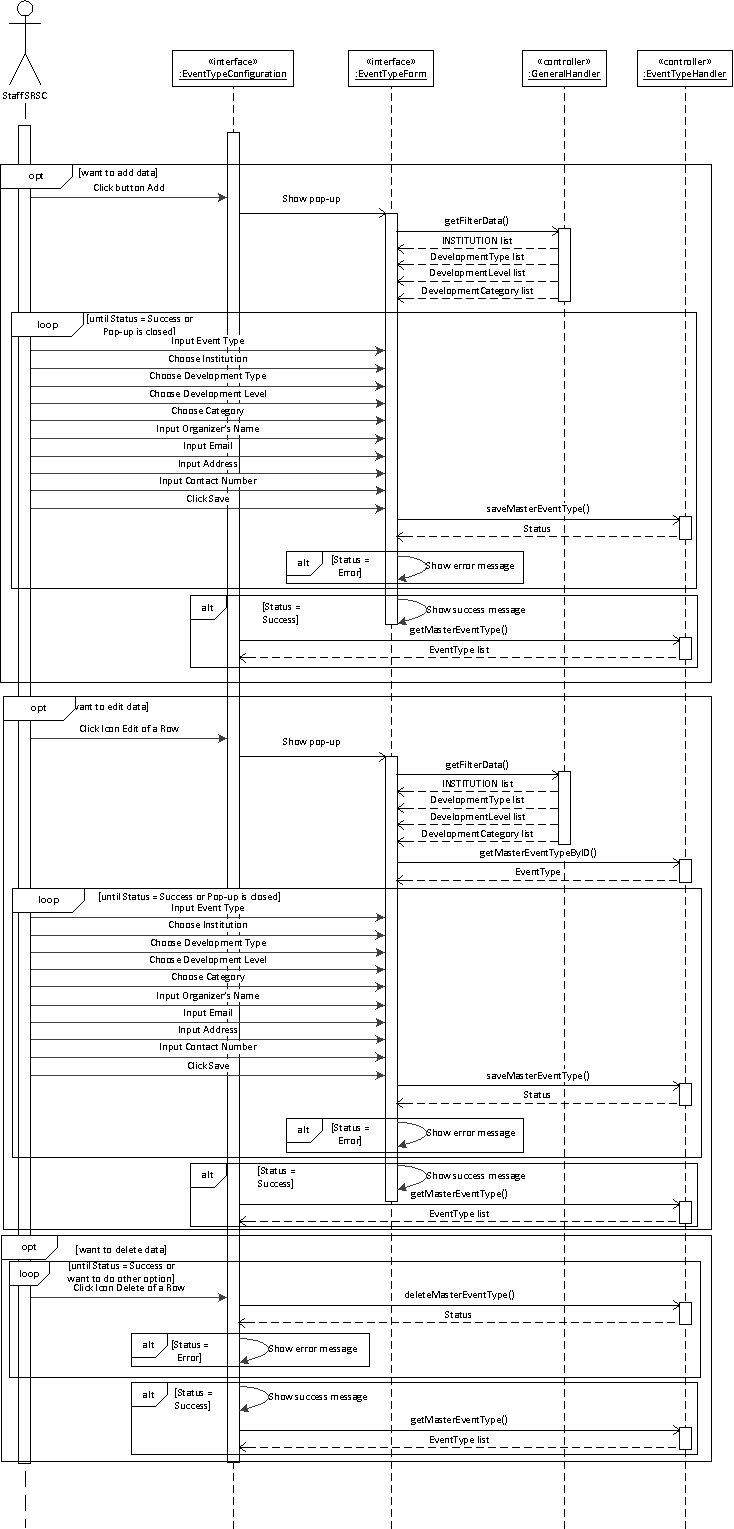 StaffSRSC
«interface»
:EventTypeConfiguration
«interface»
:EventTypeForm
«controller»
:GeneralHandler
«controller»
:EventTypeHandler
opt
[want to add data]
Click button Add
Show pop-up
getFilterData()
INSTITUTION list
DevelopmentType list
DevelopmentLevel list
DevelopmentCategory list
loop
[until Status = Success or
Pop-up is closed]
Input Event Type
Choose Institution
Choose Development Type
Choose Development Level
Choose Category
Input Organizer's Name
Input Email
Input Address
Input Contact Number
Click Save
saveMasterEventType()
Status
alt
[Status =
Error]
Show error message
alt
[Status =
Success]
Show success message
getMasterEventType()
EventType list
opt
want to edit data]
Click Icon Edit of a Row
Show pop-up
getFilterData()
INSTITUTION list
DevelopmentType list
DevelopmentLevel list
DevelopmentCategory list
getMasterEventTypeByID()
EventType
loop
[until Status = Success or Pop-up is closed]
Input Event Type
Choose Institution
Choose Development Type
Choose Development Level
Choose Category
Input Organizer's Name
Input Email
Input Address
Input Contact Number
Click Save
saveMasterEventType()
Status
alt
[Status =
Error]
Show error message
alt
[Status =
Success]
Show success message
getMasterEventType()
EventType list
opt
[want to delete data]
loop
[until Status = Success or
want to do other option]
Click Icon Delete of a Row
deleteMasterEventType()
Status
alt
[Status =
Error]
Show error message
alt
[Status =
Success]
Show success message
getMasterEventType()
EventType list